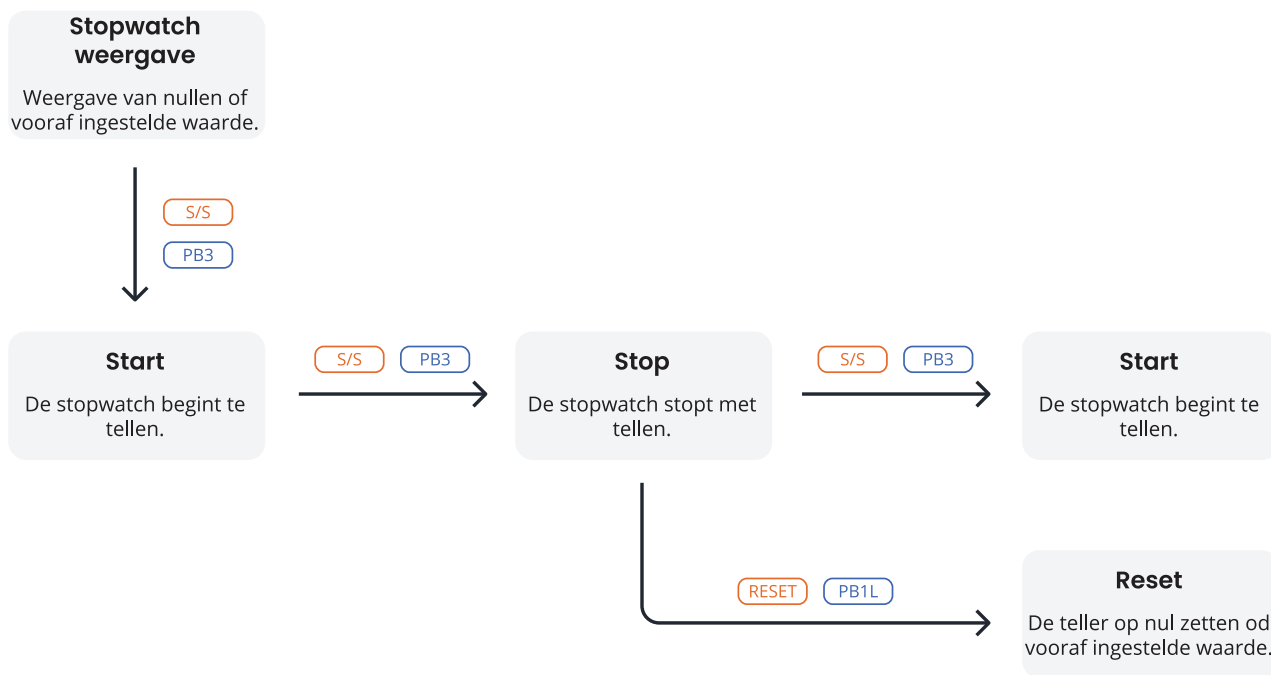 Stopwatch
weergave
Weergave van nullen of
vooraf ingestelde waarde.
S/S
PB3
Start
De stopwatch begint te
tellen.
S/S PB3
Stop
De stopwatch stopt met
tellen.
S/S PB3
Start
De stopwatch begint te
tellen.
RESET PB1L
Reset
De teller op nul zetten od
vooraf ingestelde waarde.